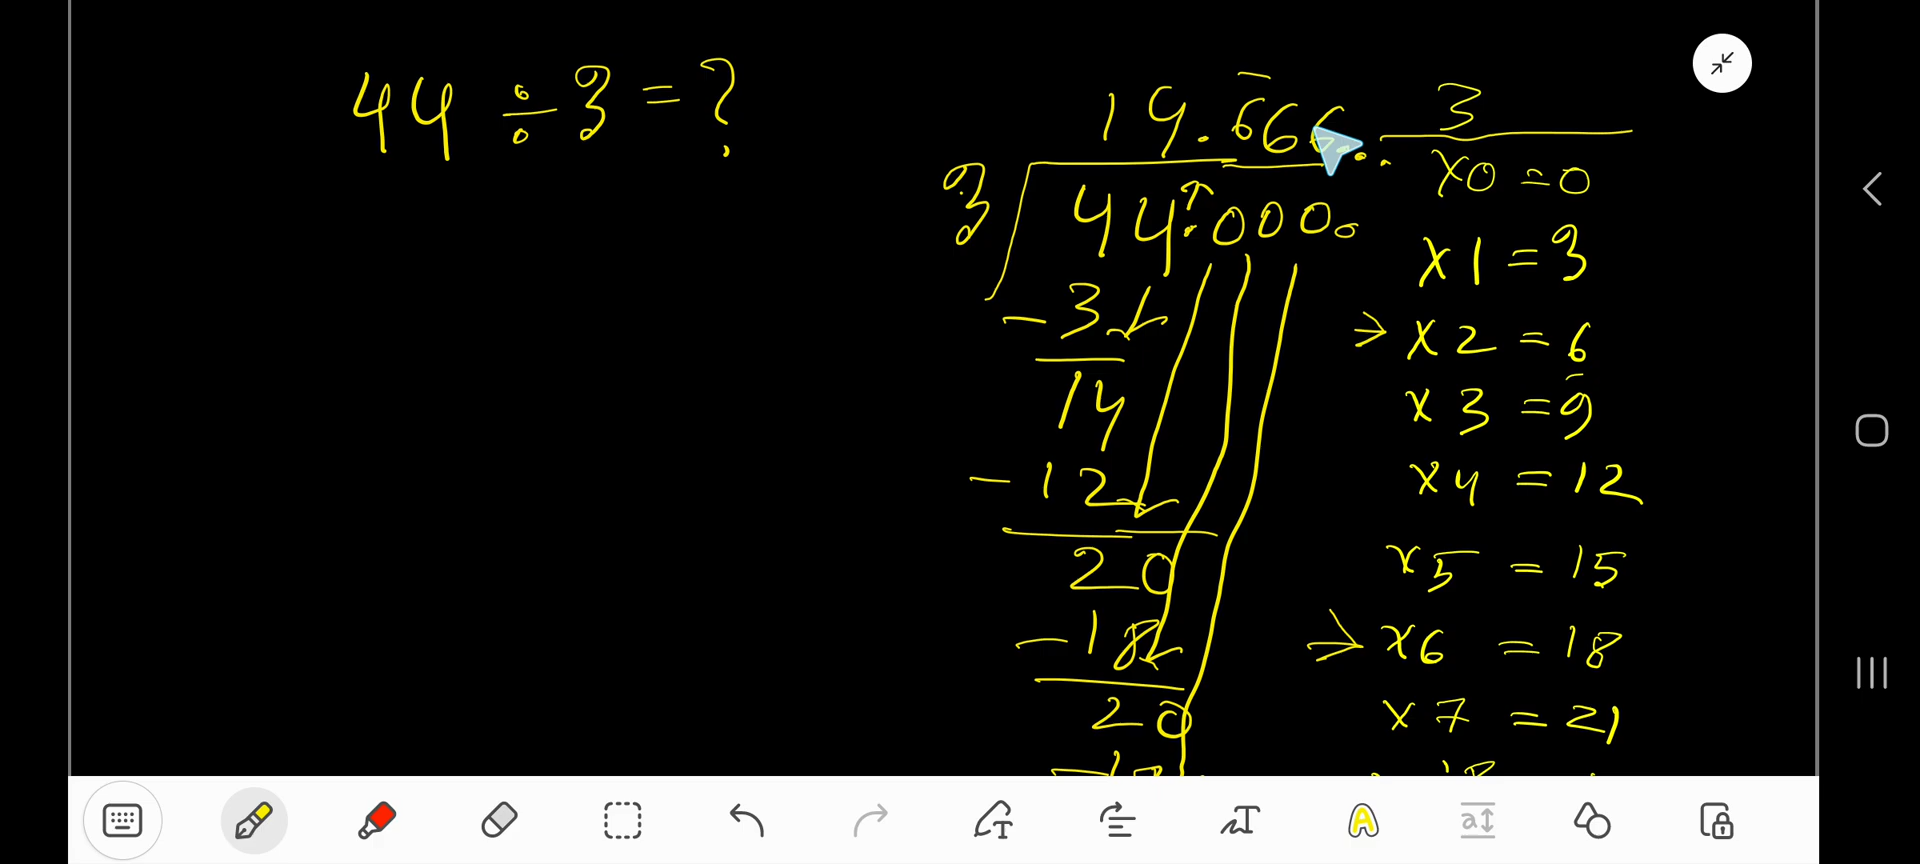 44 ÷ 3 = ?
14.666...
3
44.0000
- 3
14
- 12
20
- 18
20
- 18
3
x0 = 0
x1 = 3
→ x2 = 6
x3 = 9
x4 = 12
x5 = 15
→ x6 = 18
x7 = 21
T
T
A
a